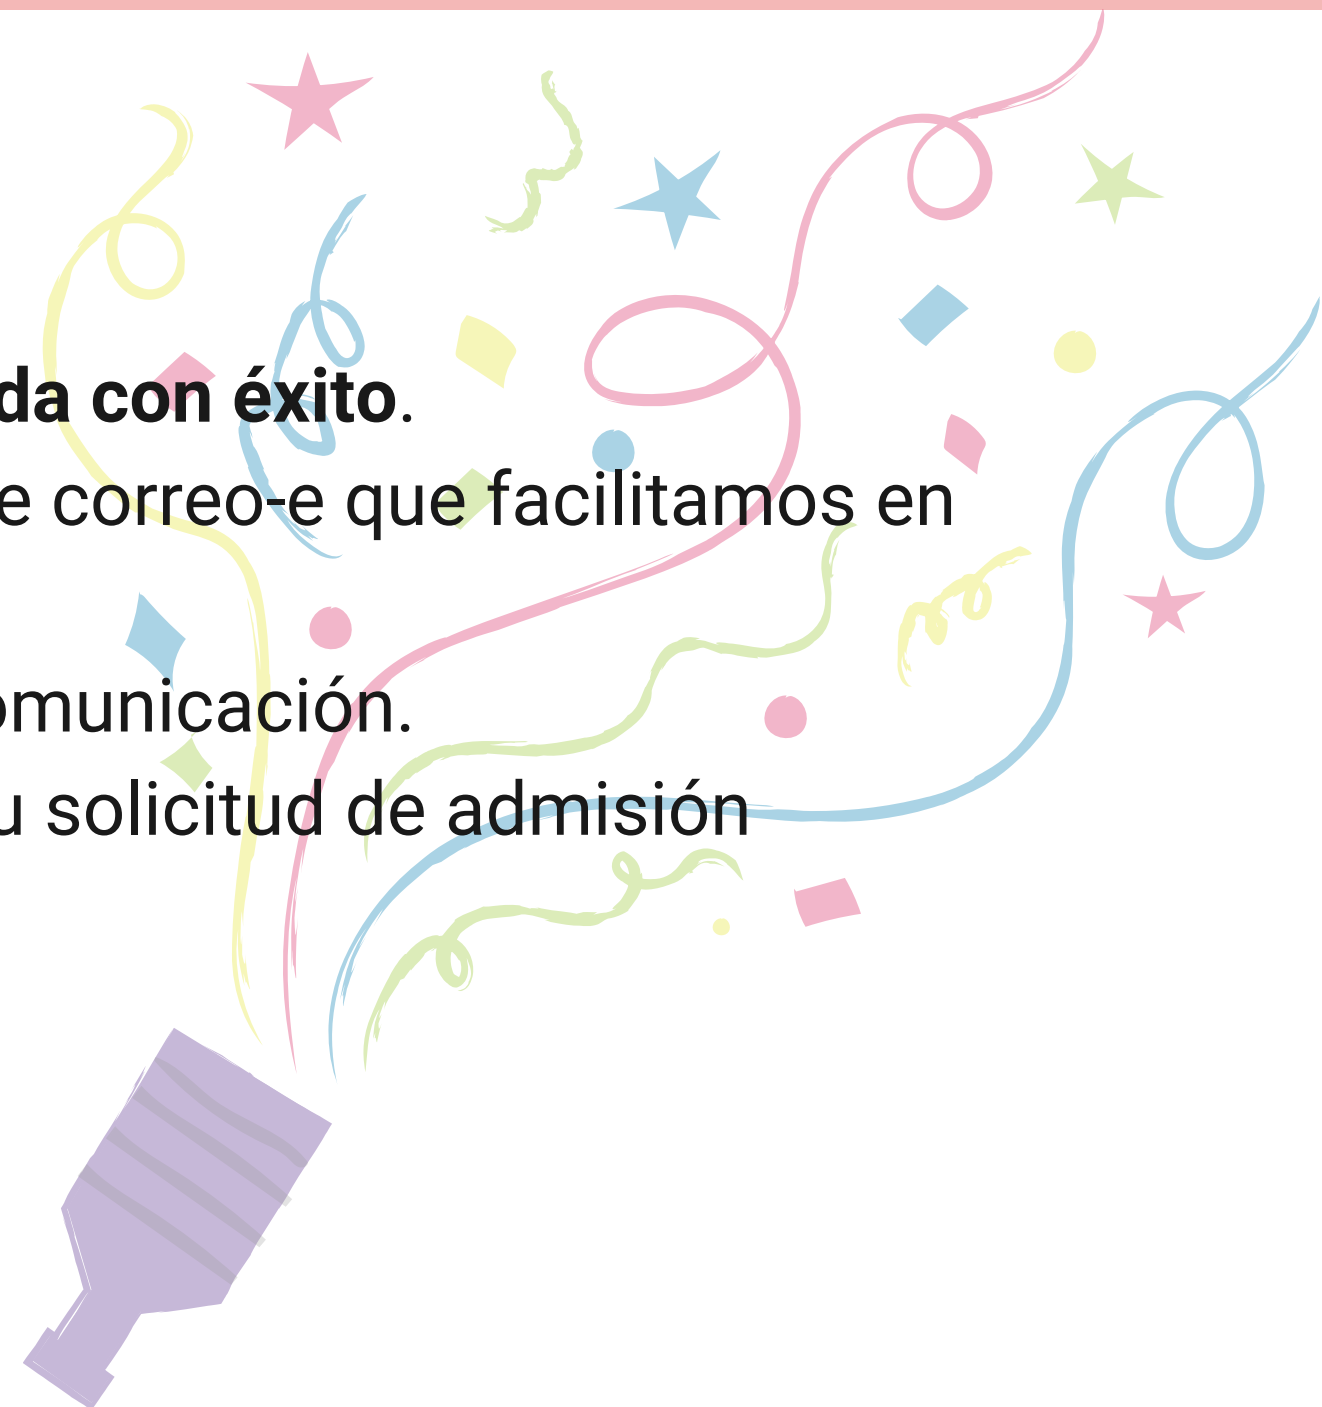 da con éxito.
e correo-e que facilitamos en
omunicación.
u solicitud de admisión